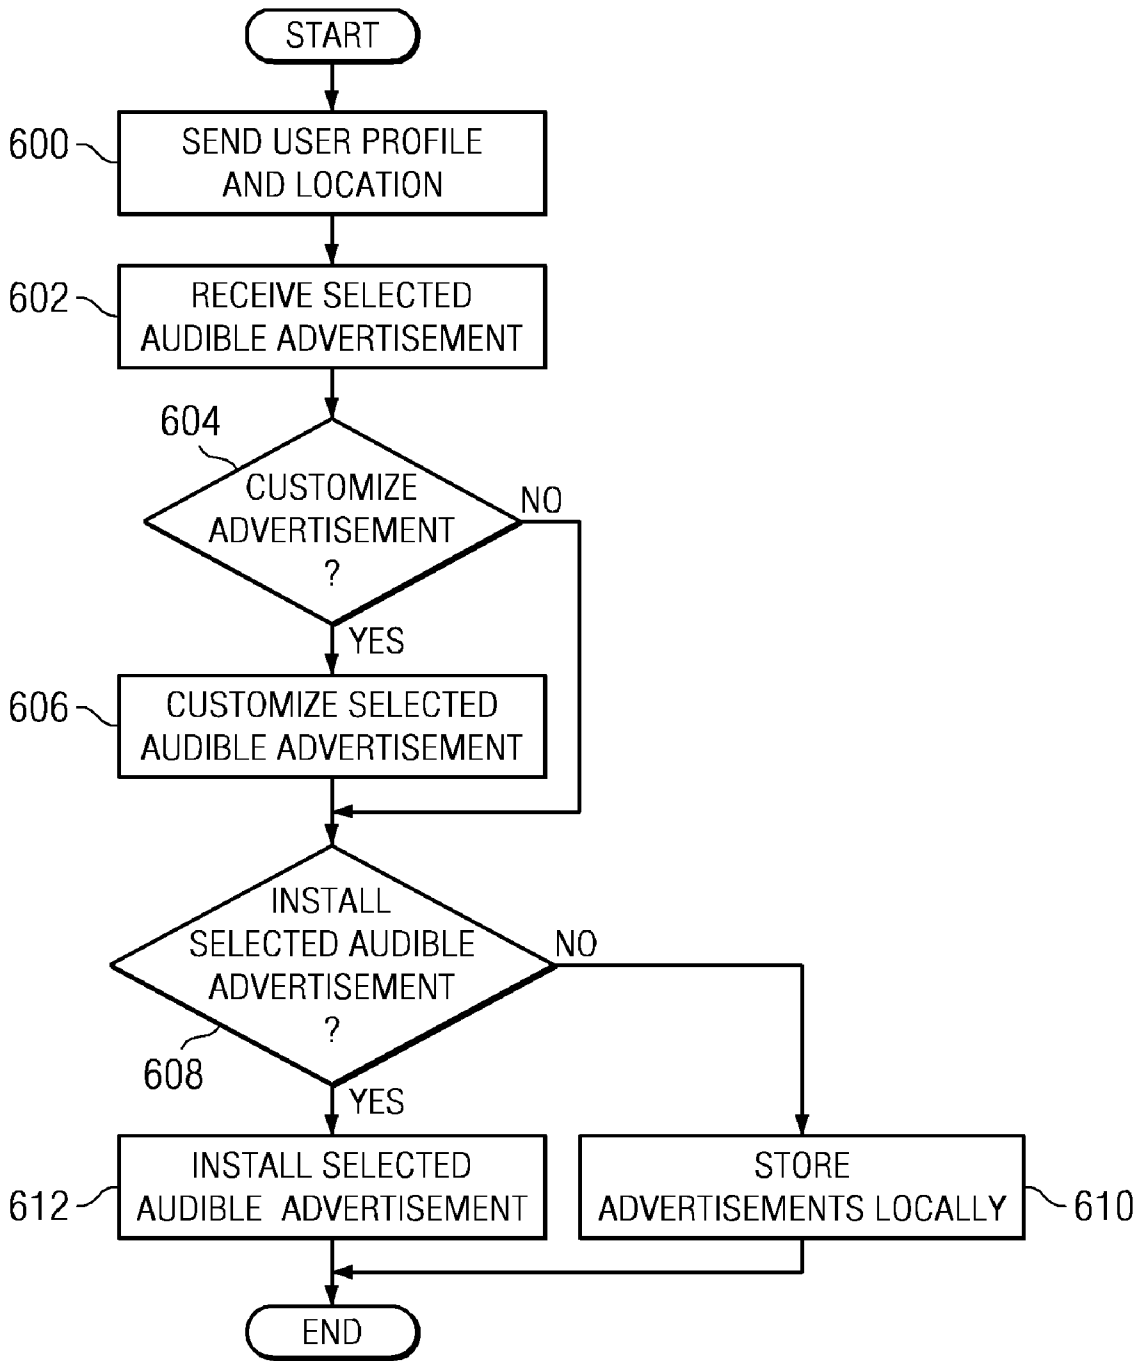 START
600
SEND USER PROFILE
AND LOCATION
602
RECEIVE SELECTED
AUDIBLE ADVERTISEMENT
604
CUSTOMIZE
ADVERTISEMENT
?
NO
YES
606
CUSTOMIZE SELECTED
AUDIBLE ADVERTISEMENT
INSTALL
SELECTED AUDIBLE
ADVERTISEMENT
?
NO
608
YES
612
INSTALL SELECTED
AUDIBLE ADVERTISEMENT
STORE
ADVERTISEMENTS LOCALLY
610
END